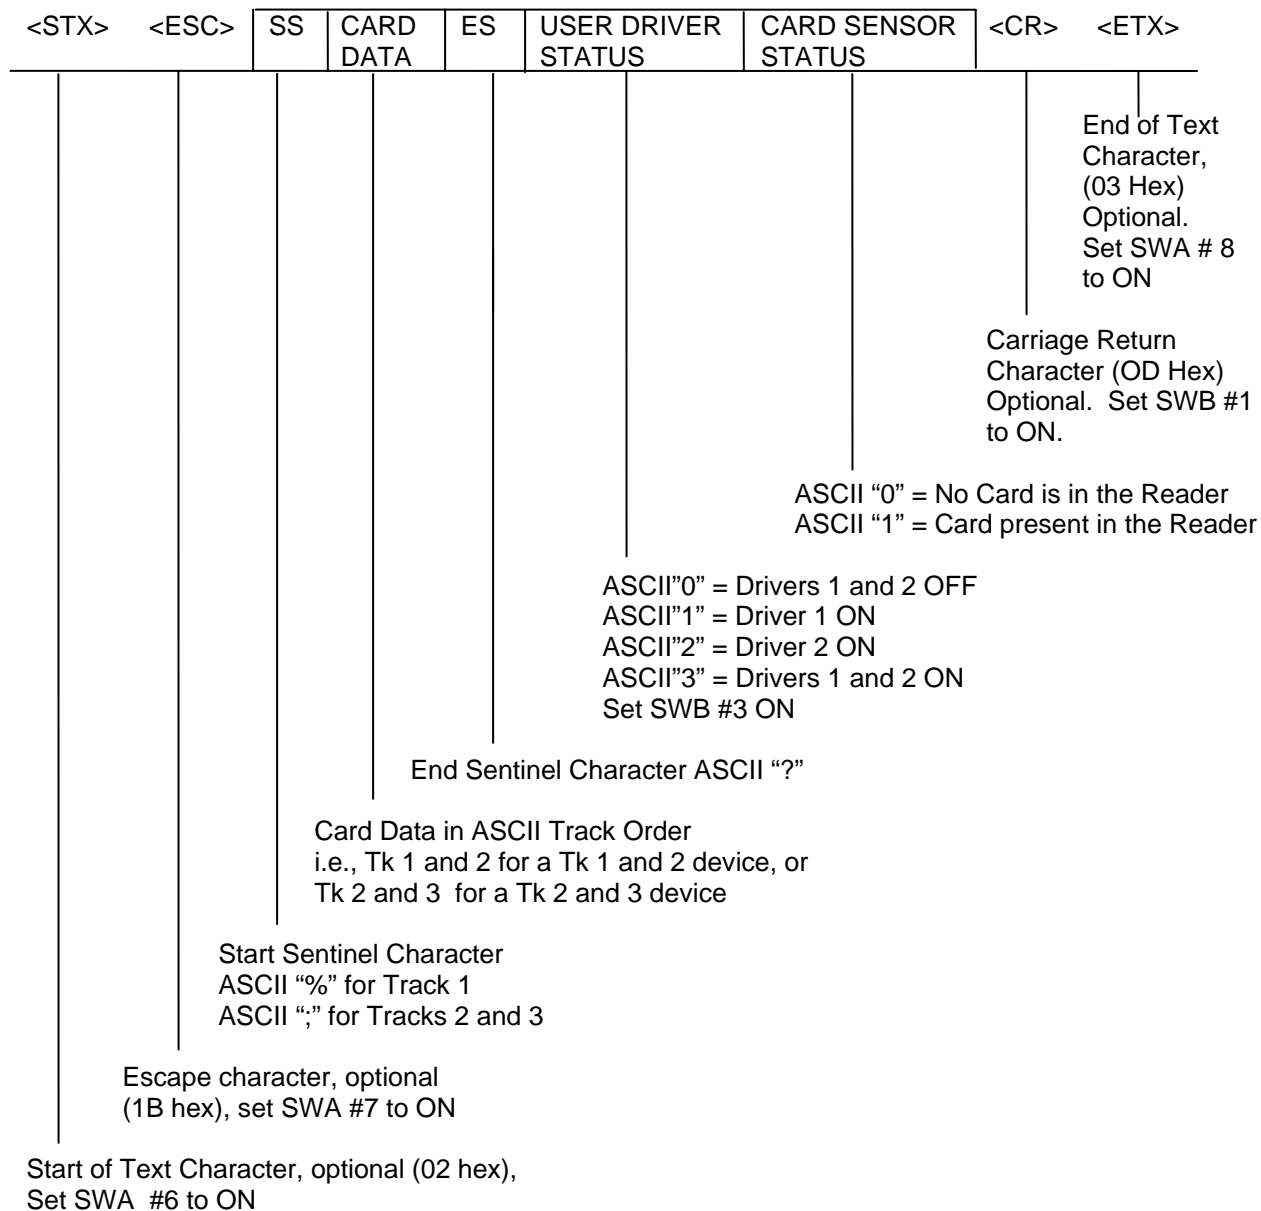 <STX> <ESC> SS CARD DATA ES USER DRIVER STATUS CARD SENSOR STATUS <CR> <ETX>
End of Text
Character,
(03 Hex)
Optional.
Set SWA # 8
to ON
Carriage Return
Character (OD Hex)
Optional. Set SWB #1
to ON.
ASCII “0” = No Card is in the Reader
ASCII “1” = Card present in the Reader
ASCII”0” = Drivers 1 and 2 OFF
ASCII”1” = Driver 1 ON
ASCII”2” = Driver 2 ON
ASCII”3” = Drivers 1 and 2 ON
Set SWB #3 ON
End Sentinel Character ASCII “?”
Card Data in ASCII Track Order
i.e., Tk 1 and 2 for a Tk 1 and 2 device, or
Tk 2 and 3 for a Tk 2 and 3 device
Start Sentinel Character
ASCII “%” for Track 1
ASCII “;” for Tracks 2 and 3
Escape character, optional
(1B hex), set SWA #7 to ON
Start of Text Character, optional (02 hex),
Set SWA #6 to ON